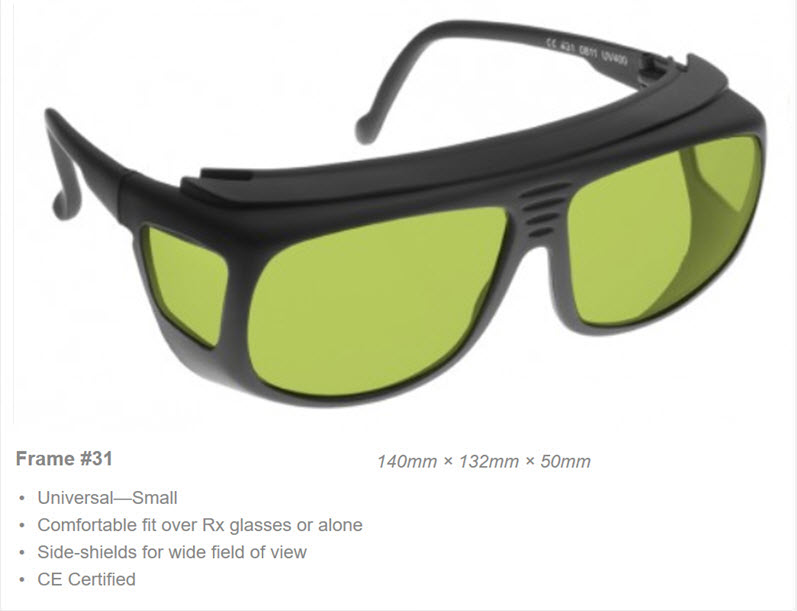 CE 431 0811 UV400
Frame #31
140mm × 132mm × 50mm
• Universal—Small
• Comfortable fit over Rx glasses or alone
• Side-shields for wide field of view
• CE Certified